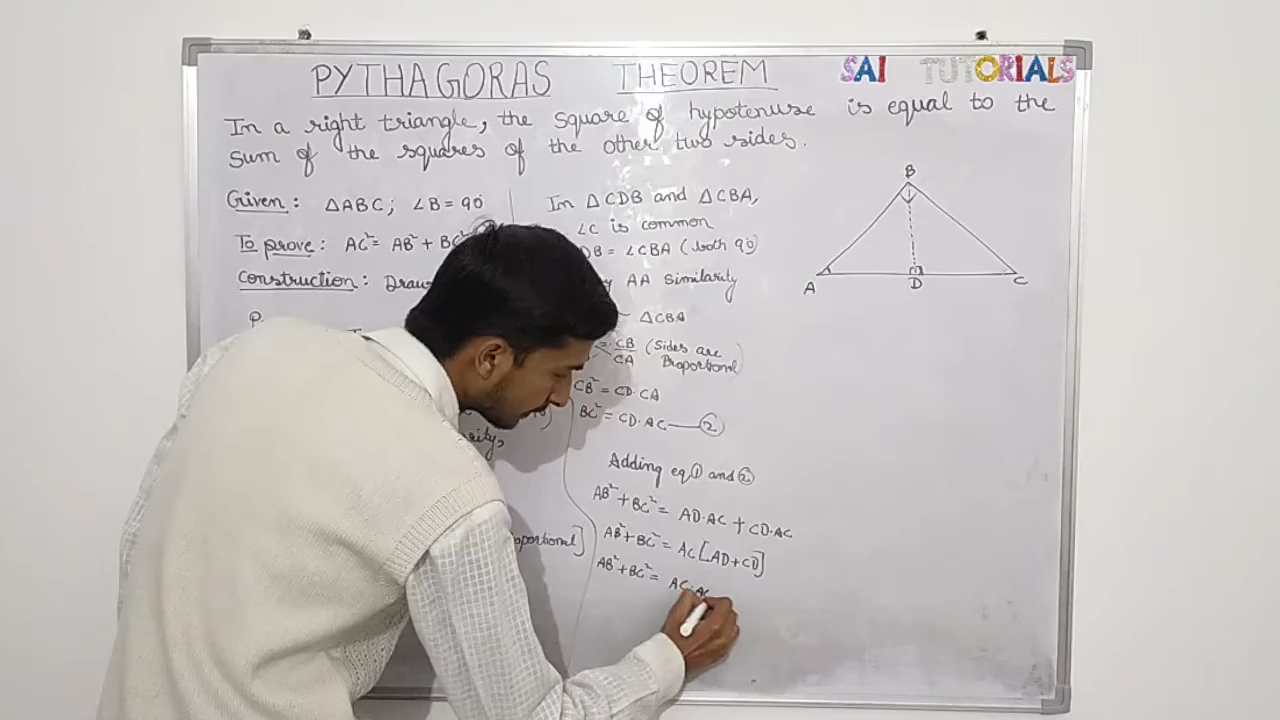 PYTHAGORAS THEOREM
SAI TUTORIALS
In a right triangle, the square of hypotenuse is equal to the
sum of the squares of the other two sides.
Given: △ABC; ∠B = 90°
To prove: AC² = AB² + BC²
Construction: Draw
In △CDB and △CBA,
∠C is common
DB = ∠CBA (both 90°)
AA Similarity
~ △CBA
= CB/CA (Sides are
Proportional)
CB² = CD·CA
BC² = CD·AC — ②
Adding eq ① and ②
AB² + BC² = AD·AC + CD·AC
AB² + BC² = AC[AD+CD]
AB² + BC² = AC·AC
B
A
D
C